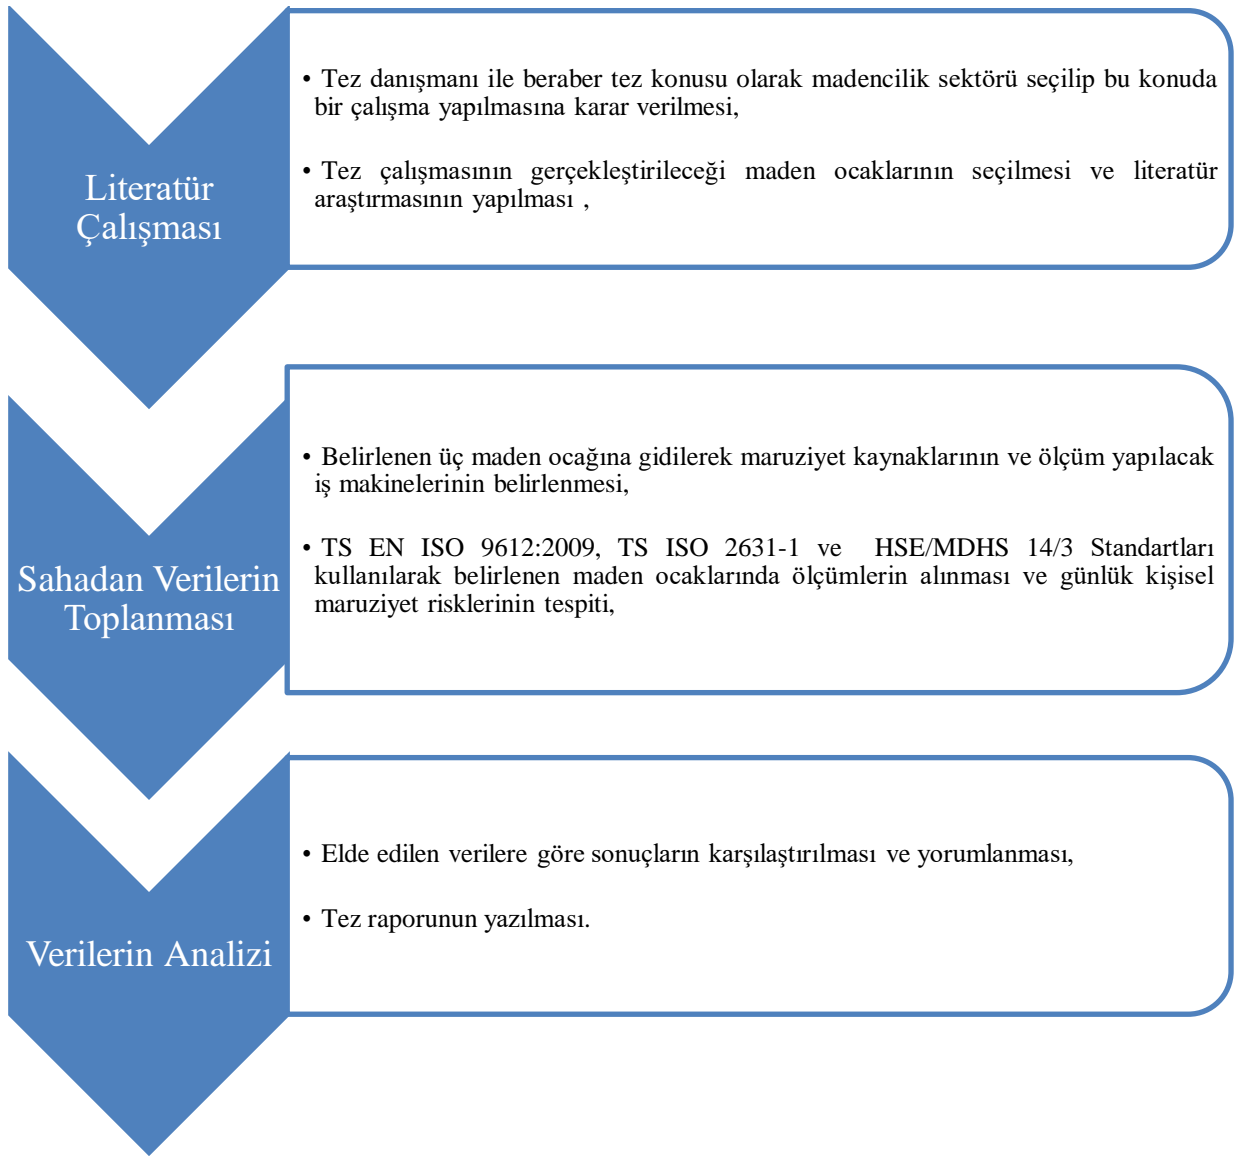 Literatür
Çalışması
• Tez danışmanı ile beraber tez konusu olarak madencilik sektörü seçilip bu konuda
bir çalışma yapılmasına karar verilmesi,
• Tez çalışmasının gerçekleştirileceği maden ocaklarının seçilmesi ve literatür
araştırmasının yapılması ,
Sahadan Verilerin
Toplanması
• Belirlenen üç maden ocağına gidilerek maruziyet kaynaklarının ve ölçüm yapılacak
iş makinelerinin belirlenmesi,
• TS EN ISO 9612:2009, TS ISO 2631-1 ve HSE/MDHS 14/3 Standartları
kullanılarak belirlenen maden ocaklarında ölçümlerin alınması ve günlük kişisel
maruziyet risklerinin tespiti,
Verilerin Analizi
• Elde edilen verilere göre sonuçların karşılaştırılması ve yorumlanması,
• Tez raporunun yazılması.